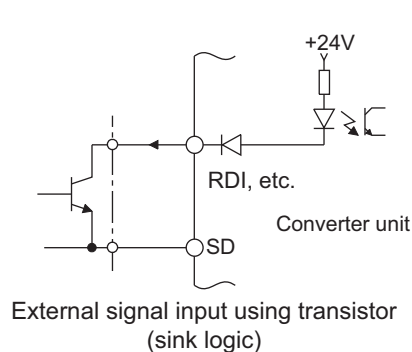 +24V
RDI, etc.
Converter unit
SD
External signal input using transistor
(sink logic)